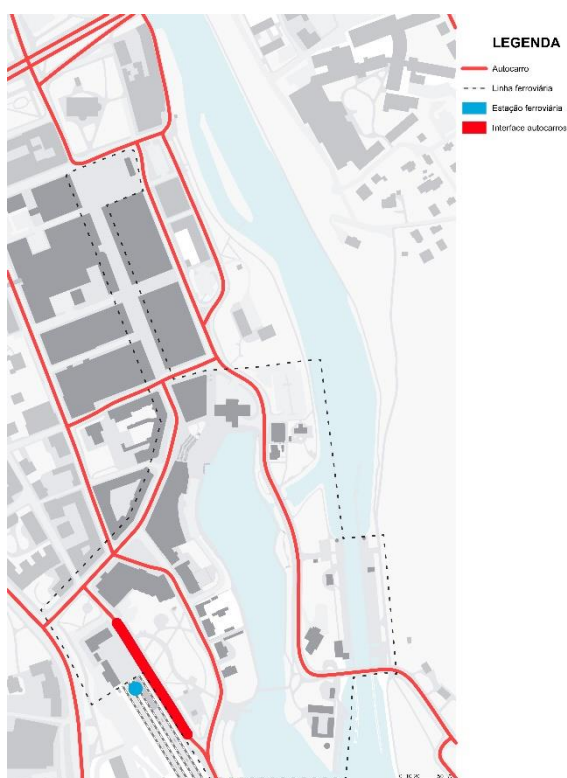 LEGENDA
Autocarro
Linha ferroviária
Estação ferroviária
Interface autocarros